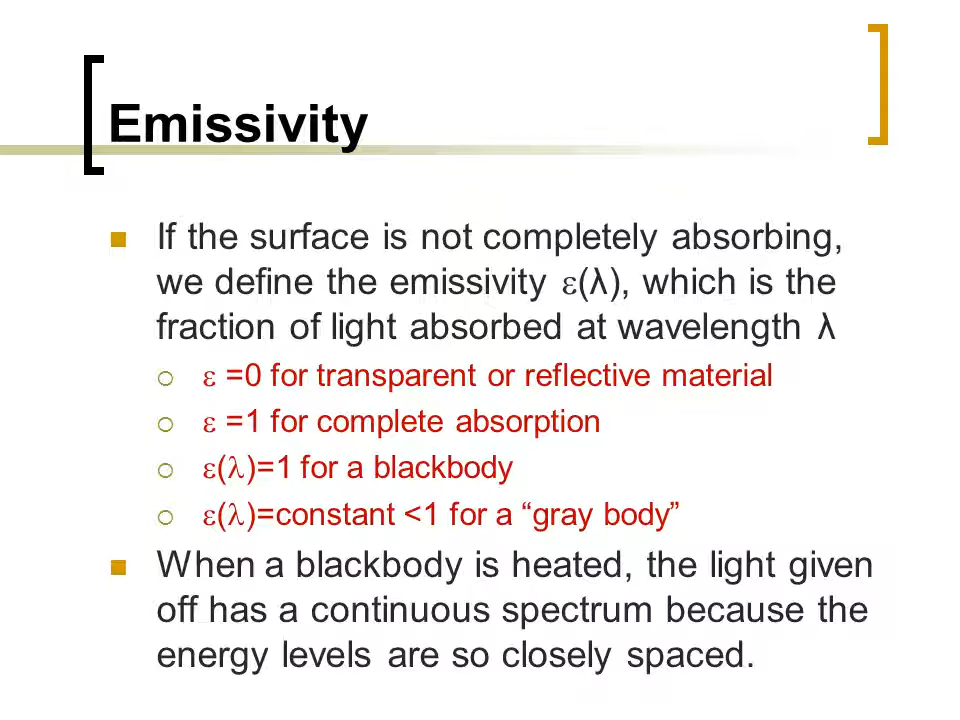 Emissivity
If the surface is not completely absorbing,
we define the emissivity ε(λ), which is the
fraction of light absorbed at wavelength λ
ε =0 for transparent or reflective material
ε =1 for complete absorption
ε(λ)=1 for a blackbody
ε(λ)=constant <1 for a “gray body”
When a blackbody is heated, the light given
off has a continuous spectrum because the
energy levels are so closely spaced.